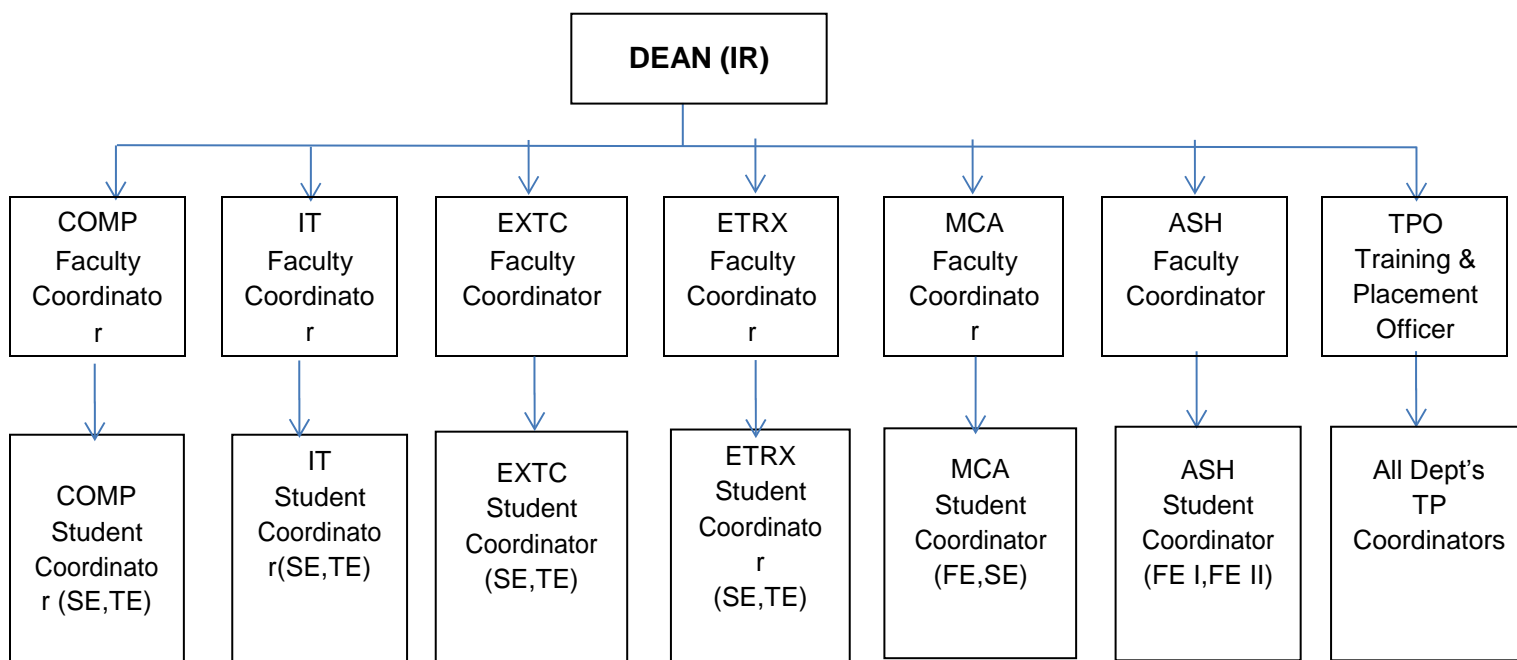 DEAN (IR)
COMP
Faculty
Coordinato
r
IT
Faculty
Coordinato
r
EXTC
Faculty
Coordinator
ETRX
Faculty
Coordinato
r
MCA
Faculty
Coordinato
r
ASH
Faculty
Coordinator
TPO
Training &
Placement
Officer
COMP
Student
Coordinato
r (SE,TE)
IT
Student
Coordinato
r(SE,TE)
EXTC
Student
Coordinator
(SE,TE)
ETRX
Student
Coordinato
r
(SE,TE)
MCA
Student
Coordinator
(FE,SE)
ASH
Student
Coordinator
(FE I,FE II)
All Dept’s
TP
Coordinators